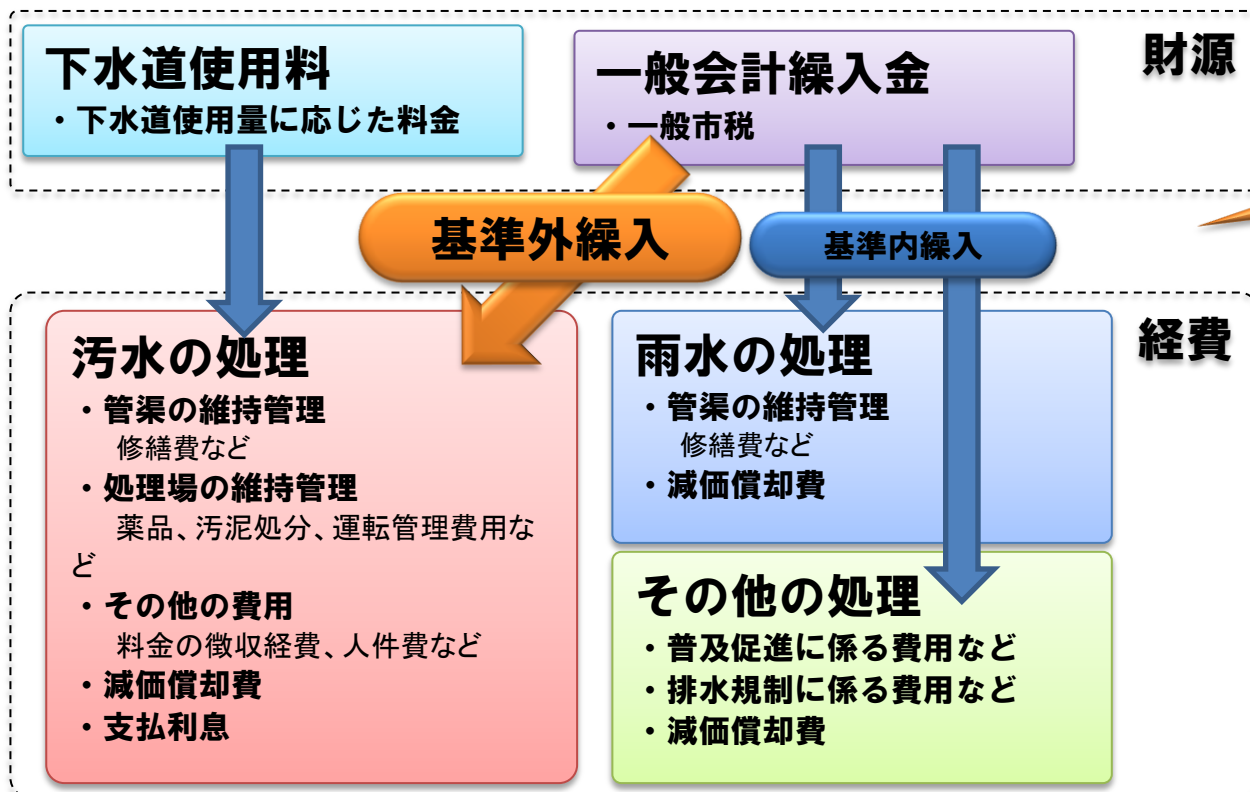 下水道使用料
・下水道使用量に応じた料金
一般会計繰入金
・一般市税
財源
基準外繰入
基準内繰入
経費
汚水の処理
・管渠の維持管理
修繕費など
・処理場の維持管理
薬品、汚泥処分、運転管理費用な
ど
・その他の費用
料金の徴収経費、人件費など
・減価償却費
・支払利息
雨水の処理
・管渠の維持管理
修繕費など
・減価償却費
その他の処理
・普及促進に係る費用など
・排水規制に係る費用など
・減価償却費